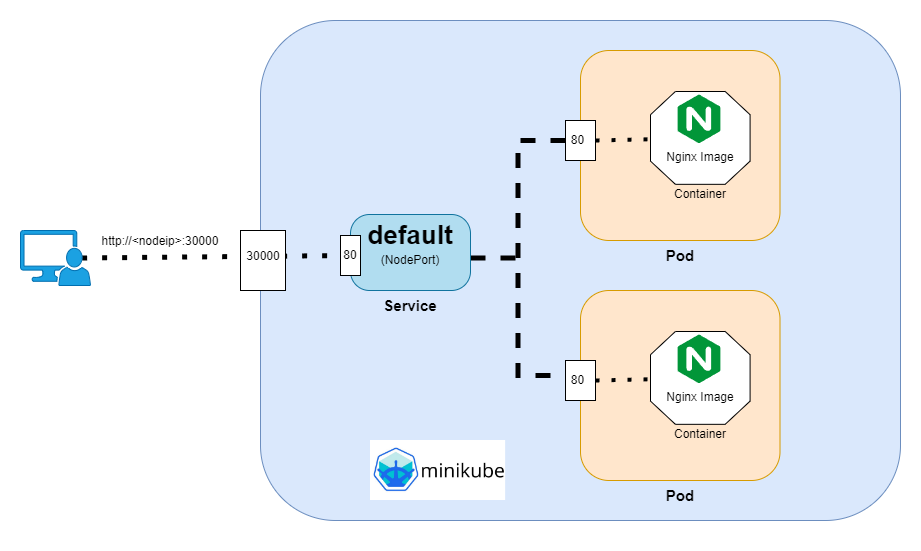 http://<nodeip>:30000
30000
80
default
(NodePort)
Service
80
N
Nginx Image
Container
Pod
80
N
Nginx Image
Container
Pod
minikube